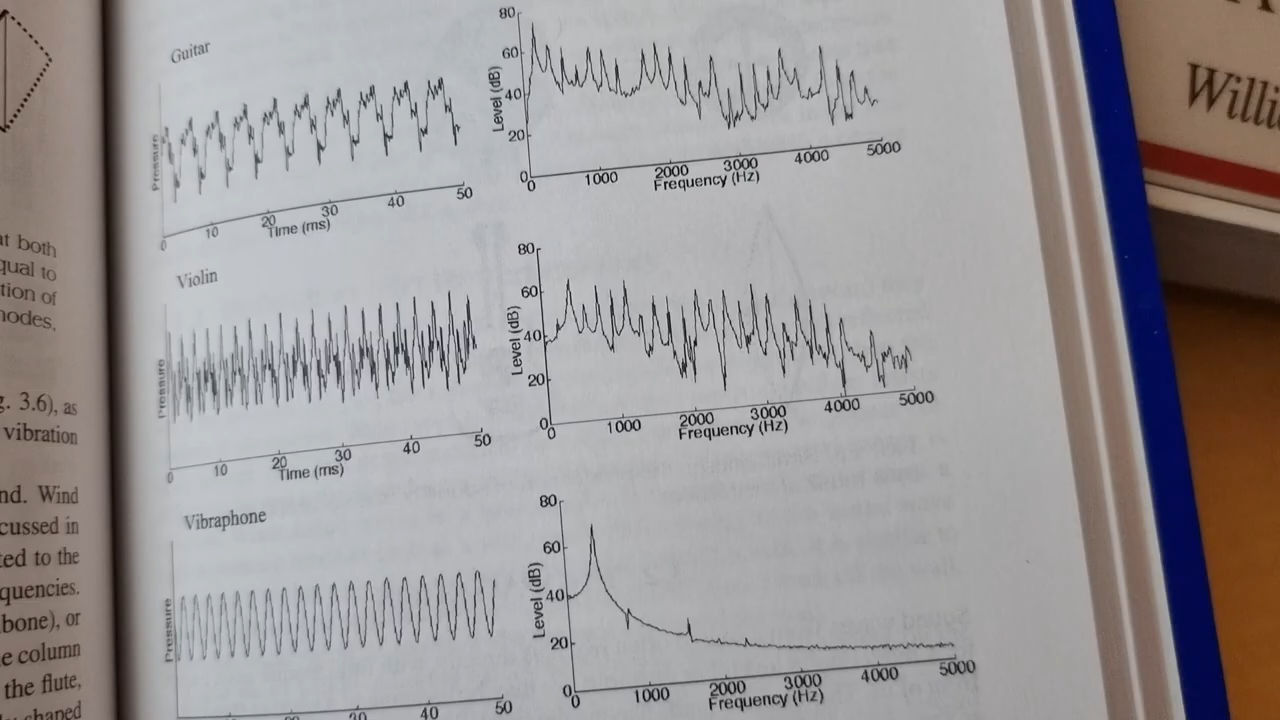 at both
qual to
tion of
nodes,
g. 3.6), as
vibration
nd. Wind
cussed in
ted to the
quencies.
bone), or
e column
the flute,
shaped
Guitar
Pressure
0 10 20 30 40 50
Time (ms)
Level (dB)
80
60
40
20
0
0 1000 2000 3000 4000 5000
Frequency (Hz)
Violin
Pressure
0 10 20 30 40 50
Time (ms)
Level (dB)
80
60
40
20
0
0 1000 2000 3000 4000 5000
Frequency (Hz)
Vibraphone
Pressure
30 40 50
Level (dB)
80
60
40
20
0
0 1000 2000 3000 4000 5000
Frequency (Hz)
Willi